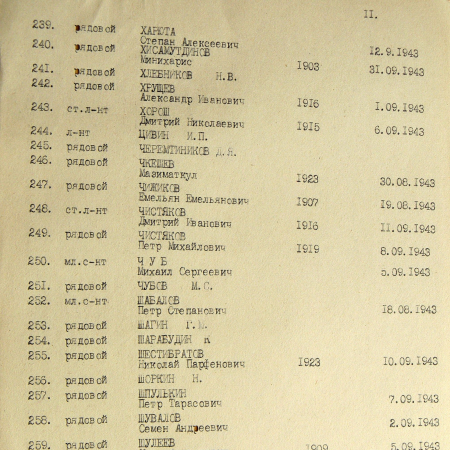 II.
239. рядовой ХАРЮТА
Степан Алексеевич
240. рядовой ХИСАМУТДИНОВ 12.9.1943
Минихарис 1903
241. рядовой ХЛЕБНИКОВ Н.В. 31.09.1943
242. рядовой ХРУЩЕВ
Александр Иванович 1916 1.09.1943
243. ст.л-нт ХОРОШ
Дмитрий Николаевич 1915 6.09.1943
244. л-нт ЦИВИН И.П.
245. рядовой ЧЕРЕМТИНИКОВ Д.Я.
246. рядовой ЧКЕШЕВ
Мазиматкул 1923 30.08.1943
247. рядовой ЧИЖИКОВ
Емельян Емельянович 1907 19.08.1943
248. ст.л-нт ЧИСТЯКОВ
Дмитрий Иванович 1916 11.09.1943
249. рядовой ЧИСТЯКОВ
Петр Михайлович 1919 8.09.1943
250. мл.с-нт Ч У Б
Михаил Сергеевич 5.09.1943
251. рядовой ЧУБОВ М.С.
252. мл.с-нт ШАБАЛОВ
Петр Степанович 18.08.1943
253. рядовой ШАГИН
254. рядовой ШАРАБУДИН
255. рядовой ШЕСТИБРАТОВ
Николай Парфенович 1923 10.09.1943
256. рядовой ШОРКИН Н.
257. рядовой ШПУЛЬКИН
Петр Тарасович 7.09.1943
258. рядовой ШУВАЛОВ
Семен Андреевич 2.09.1943
259. рядовой ШУЛЕЕВ 1909 5.09.1943